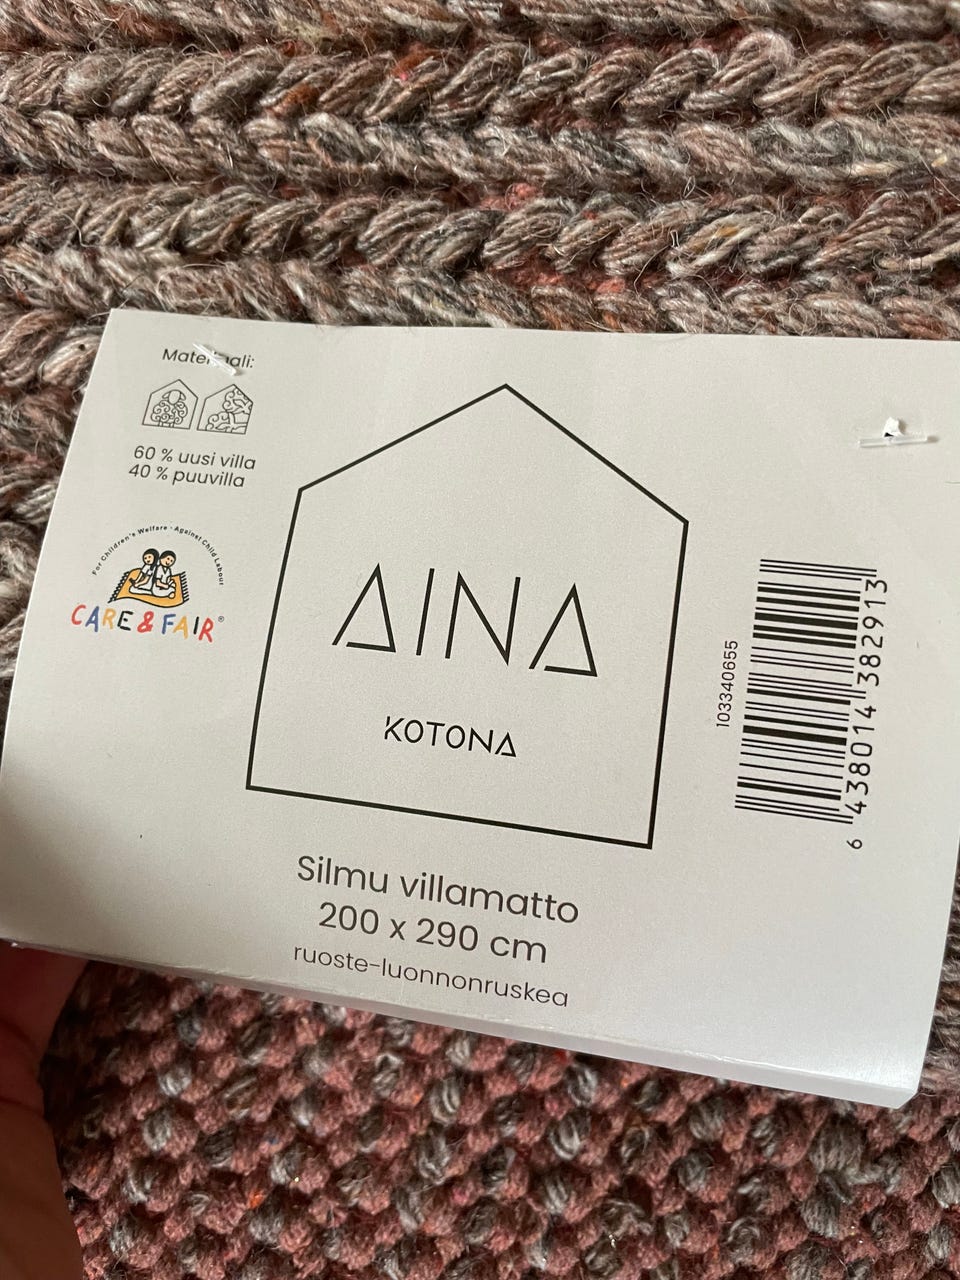 Materiaali:
60 % uusi villa
40 % puuvilla
For Children's Welfare · Against Child Labour
CARE & FAIR®
AINA
KOTONA
Silmu villamatto
200 x 290 cm
ruoste-luonnonruskea
103340655
6 438014 382913